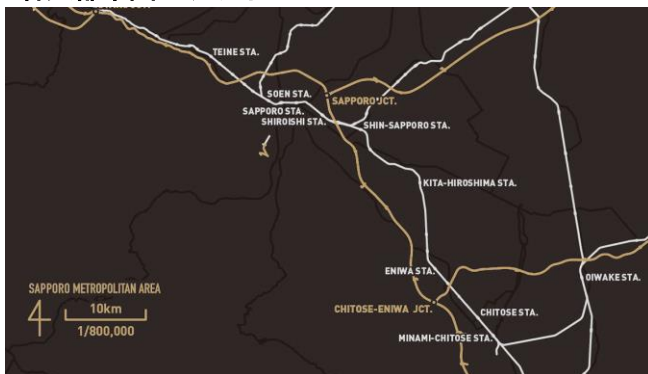 TEINE STA.
SOEN STA.
SAPPORO JCT.
SAPPORO STA.
SHIROISHI STA.
SHIN-SAPPORO STA.
KITA-HIROSHIMA STA.
ENIWA STA.
OIWAKE STA.
SAPPORO METROPOLITAN AREA
10km
1/800,000
CHITOSE-ENIWA JCT.
CHITOSE STA.
MINAMI-CHITOSE STA.